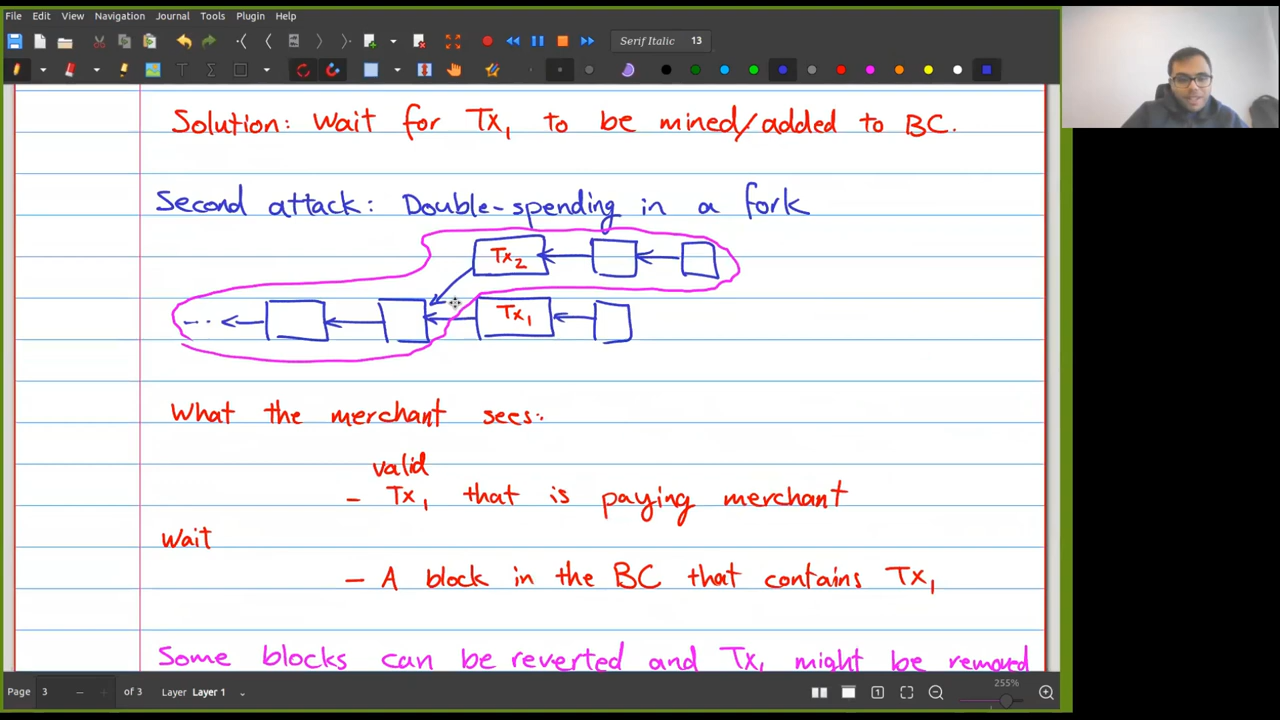 File Edit View Navigation Journal Tools Plugin Help
Serif Italic 13
Solution: Wait for Tx1 to be mined/added to BC.
Second attack: Double-spending in a fork
Tx2
... Tx1
What the merchant sees:
valid
- Tx1 that is paying merchant
Wait
- A block in the BC that contains Tx1
Some blocks can be reverted and Tx1 might be removed
Page 3 of 3 Layer Layer 1 255%